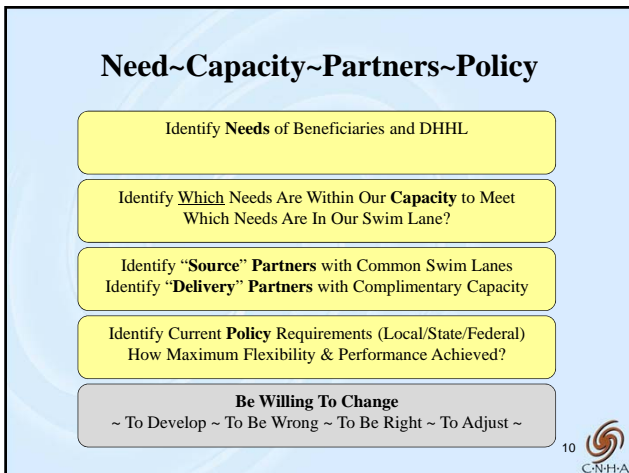 Need~Capacity~Partners~Policy
Identify Needs of Beneficiaries and DHHL
Identify Which Needs Are Within Our Capacity to Meet
Which Needs Are In Our Swim Lane?
Identify “Source” Partners with Common Swim Lanes
Identify “Delivery” Partners with Complimentary Capacity
Identify Current Policy Requirements (Local/State/Federal)
How Maximum Flexibility & Performance Achieved?
Be Willing To Change
~ To Develop ~ To Be Wrong ~ To Be Right ~ To Adjust ~
10
C·N·H·A